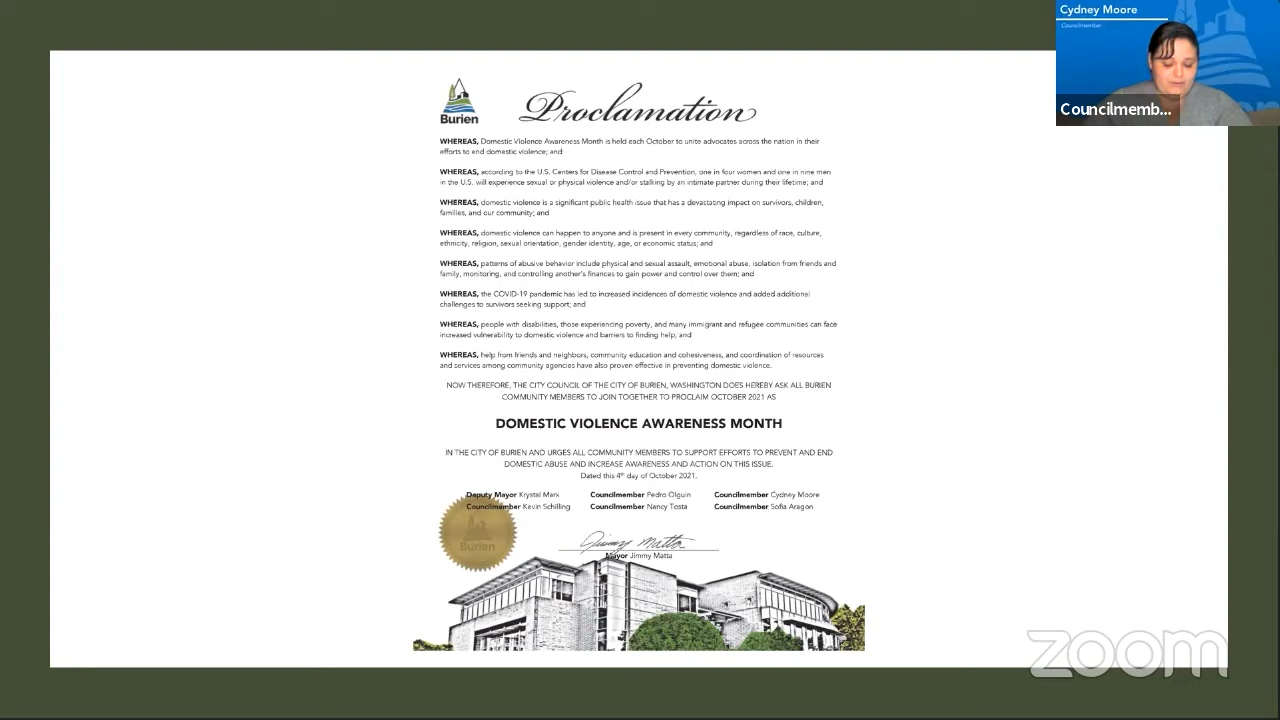 Cydney Moore
Councilmember
Councilmemb...
Burien
Proclamation
WHEREAS, Domestic Violence Awareness Month is held each October to unite advocates across the nation in their
efforts to end domestic violence; and
WHEREAS, according to the U.S. Centers for Disease Control and Prevention, one in four women and one in nine men
in the U.S. will experience sexual or physical violence and/or stalking by an intimate partner during their lifetime; and
WHEREAS, domestic violence is a significant public health issue that has a devastating impact on survivors, children,
families, and our community; and
WHEREAS, domestic violence can happen to anyone and is present in every community, regardless of race, culture,
ethnicity, religion, sexual orientation, gender identity, age, or economic status; and
WHEREAS, patterns of abusive behavior include physical and sexual assault, emotional abuse, isolation from friends and
family, monitoring, and controlling another's finances to gain power and control over them; and
WHEREAS, the COVID-19 pandemic has led to increased incidences of domestic violence and added additional
challenges to survivors seeking support; and
WHEREAS, people with disabilities, those experiencing poverty, and many immigrant and refugee communities can face
increased vulnerability to domestic violence and barriers to finding help; and
WHEREAS, help from friends and neighbors, community education and cohesiveness, and coordination of resources
and services among community agencies have also proven effective in preventing domestic violence.
NOW THEREFORE, THE CITY COUNCIL OF THE CITY OF BURIEN, WASHINGTON DOES HEREBY ASK ALL BURIEN
COMMUNITY MEMBERS TO JOIN TOGETHER TO PROCLAIM OCTOBER 2021 AS
DOMESTIC VIOLENCE AWARENESS MONTH
IN THE CITY OF BURIEN AND URGES ALL COMMUNITY MEMBERS TO SUPPORT EFFORTS TO PREVENT AND END
DOMESTIC ABUSE AND INCREASE AWARENESS AND ACTION ON THIS ISSUE.
Dated this 4th day of October 2021.
Deputy Mayor Krystal Marx Councilmember Pedro Olguin Councilmember Cydney Moore
Councilmember Kevin Schilling Councilmember Nancy Tosta Councilmember Sofia Aragon
Burien
Jimmy Matta
Mayor Jimmy Matta
zoom